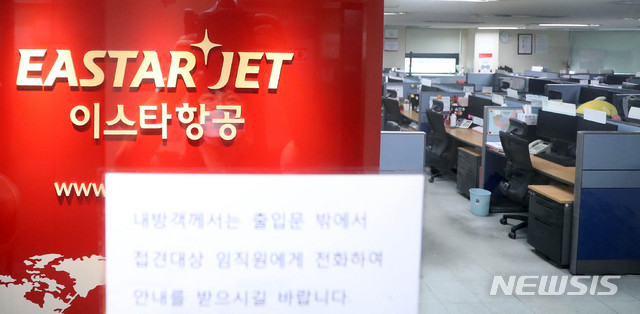 EASTAR JET
이스타항공
www.
내방객께서는 출입문 밖에서
접견대상 임직원에게 전화하여
안내를 받으시길 바랍니다.
NEWSIS